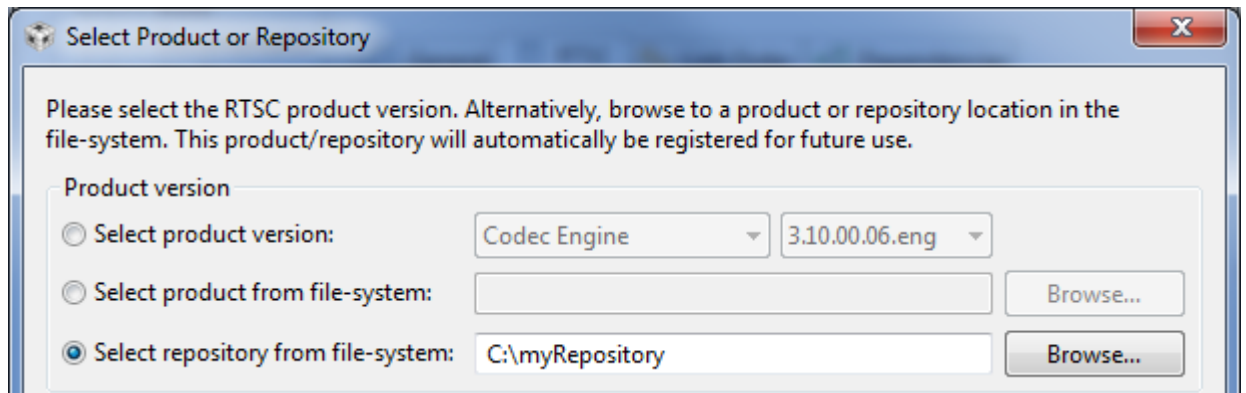 Select Product or Repository
Please select the RTSC product version. Alternatively, browse to a product or repository location in the
file-system. This product/repository will automatically be registered for future use.
Product version
Select product version: Codec Engine 3.10.00.06.eng
Select product from file-system: Browse...
Select repository from file-system: C:\myRepository Browse...